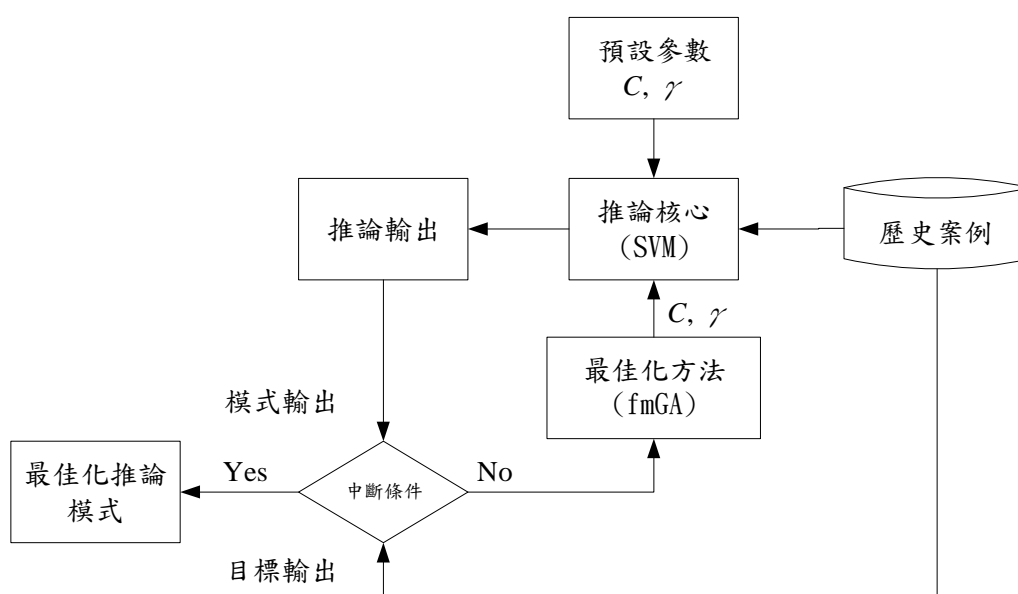 預設參數
C, γ
推論輸出
推論核心
(SVM)
歷史案例
C, γ
最佳化方法
(fmGA)
模式輸出
最佳化推論
模式
Yes
中斷條件
No
目標輸出